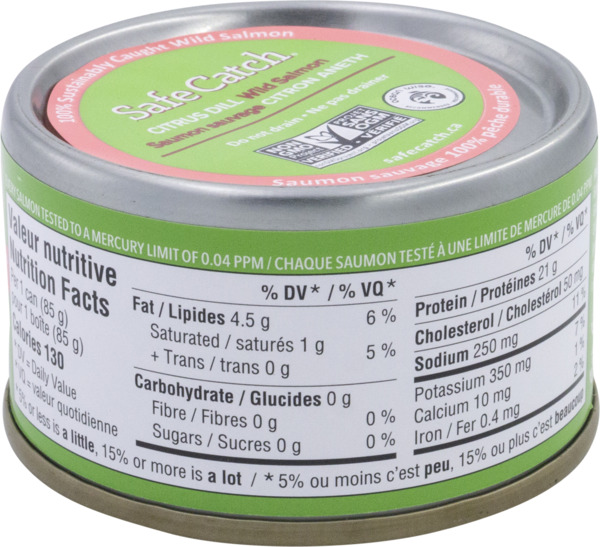 100% Sustainably Caught Wild Salmon
Safe Catch®
CITRUS DILL Wild Salmon
Saumon sauvage CITRON ANETH
Do not drain • Ne pas drainer
NON GMO
VERIFIED
VÉRIFIÉ
safecatch.ca
Saumon sauvage 100% pêche durable
SALMON TESTED TO A MERCURY LIMIT OF 0.04 PPM / CHAQUE SAUMON TESTÉ À UNE LIMITE DE MERCURE DE 0.04 PPM
Valeur nutritive
Nutrition Facts
Per 1 can (85 g)
pour 1 boîte (85 g)
Calories 130
*DV = Daily Value
*VQ = valeur quotidienne
% DV* / % VQ*
Fat / Lipides 4.5 g 6 %
Saturated / saturés 1 g
+ Trans / trans 0 g 5 %
Carbohydrate / Glucides 0 g
Fibre / Fibres 0 g 0 %
Sugars / Sucres 0 g 0 %
% DV* / % VQ*
Protein / Protéines 21 g
Cholesterol / Cholestérol 50 mg
Sodium 250 mg 11 %
Potassium 350 mg 7 %
Calcium 10 mg 1 %
Iron / Fer 0.4 mg 2 %
*5% or less is a little, 15% or more is a lot / *5% ou moins c'est peu, 15% ou plus c'est beaucoup